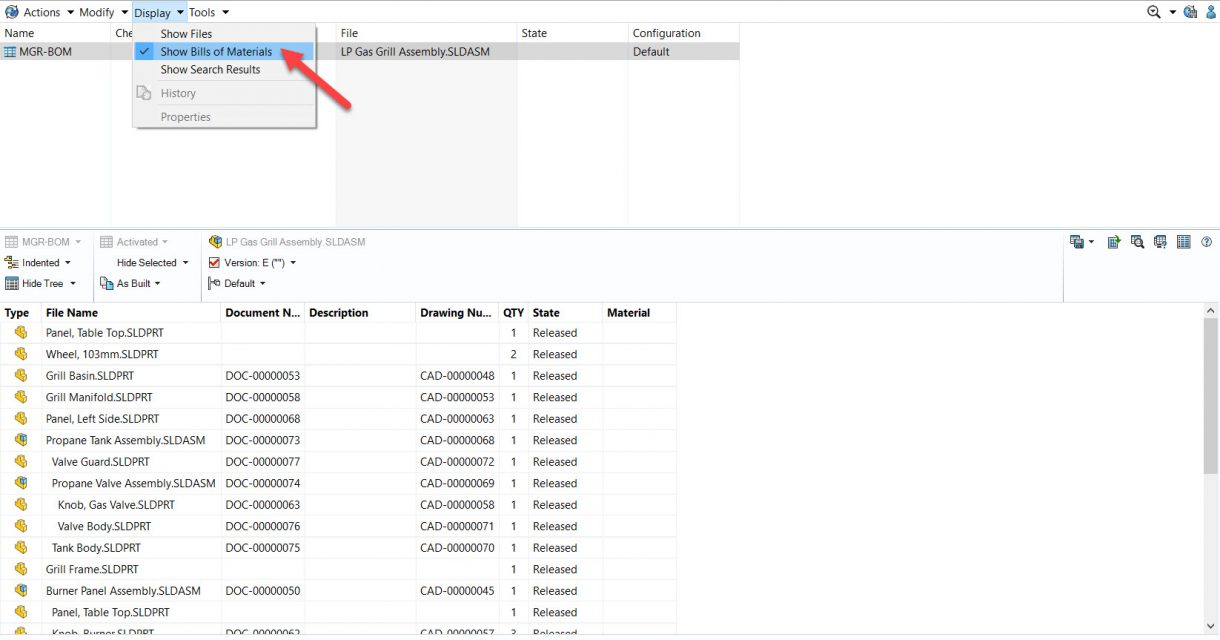 Actions Modify Display Tools
Name Che File State Configuration
Show Files
MGR-BOM Show Bills of Materials LP Gas Grill Assembly.SLDASM Default
Show Search Results
History
Properties
MGR-BOM Activated LP Gas Grill Assembly.SLDASM
Indented Hide Selected Version: E ("")
Hide Tree As Built Default
Type File Name Document N... Description Drawing Nu... QTY State Material
Panel, Table Top.SLDPRT 1 Released
Wheel, 103mm.SLDPRT 2 Released
Grill Basin.SLDPRT DOC-00000053 CAD-00000048 1 Released
Grill Manifold.SLDPRT DOC-00000058 CAD-00000053 1 Released
Panel, Left Side.SLDPRT DOC-00000068 CAD-00000063 1 Released
Propane Tank Assembly.SLDASM DOC-00000073 CAD-00000068 1 Released
Valve Guard.SLDPRT DOC-00000077 CAD-00000072 1 Released
Propane Valve Assembly.SLDASM DOC-00000074 CAD-00000069 1 Released
Knob, Gas Valve.SLDPRT DOC-00000063 CAD-00000058 1 Released
Valve Body.SLDPRT DOC-00000076 CAD-00000071 1 Released
Tank Body.SLDPRT DOC-00000075 CAD-00000070 1 Released
Grill Frame.SLDPRT 1 Released
Burner Panel Assembly.SLDASM DOC-00000050 CAD-00000045 1 Released
Panel, Table Top.SLDPRT 1 Released
Knob, Burner.SLDPRT DOC-00000062 CAD-00000057 3 Released